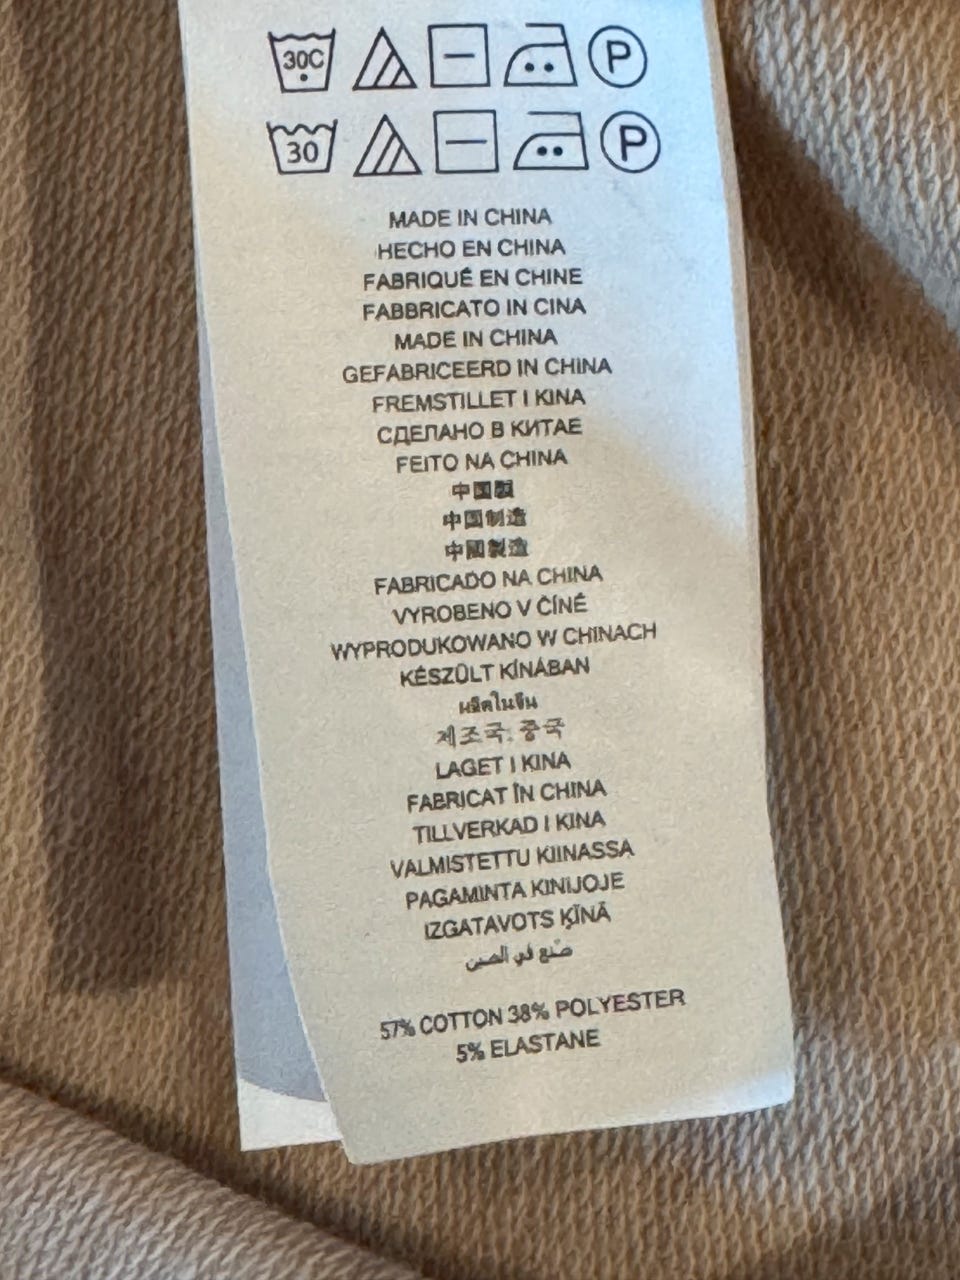 30C P
30 P
MADE IN CHINA
HECHO EN CHINA
FABRIQUÉ EN CHINE
FABBRICATO IN CINA
MADE IN CHINA
GEFABRICEERD IN CHINA
FREMSTILLET I KINA
СДЕЛАНО В КИТАЕ
FEITO NA CHINA
中国製
中国制造
中國製造
FABRICADO NA CHINA
VYROBENO V ČÍNĚ
WYPRODUKOWANO W CHINACH
KÉSZÜLT KÍNÁBAN
ผลิตในจีน
제조국: 중국
LAGET I KINA
FABRICAT ÎN CHINA
TILLVERKAD I KINA
VALMISTETTU KIINASSA
PAGAMINTA KINIJOJE
IZGATAVOTS ĶĪNĀ
صنع في الصين
57% COTTON 38% POLYESTER
5% ELASTANE